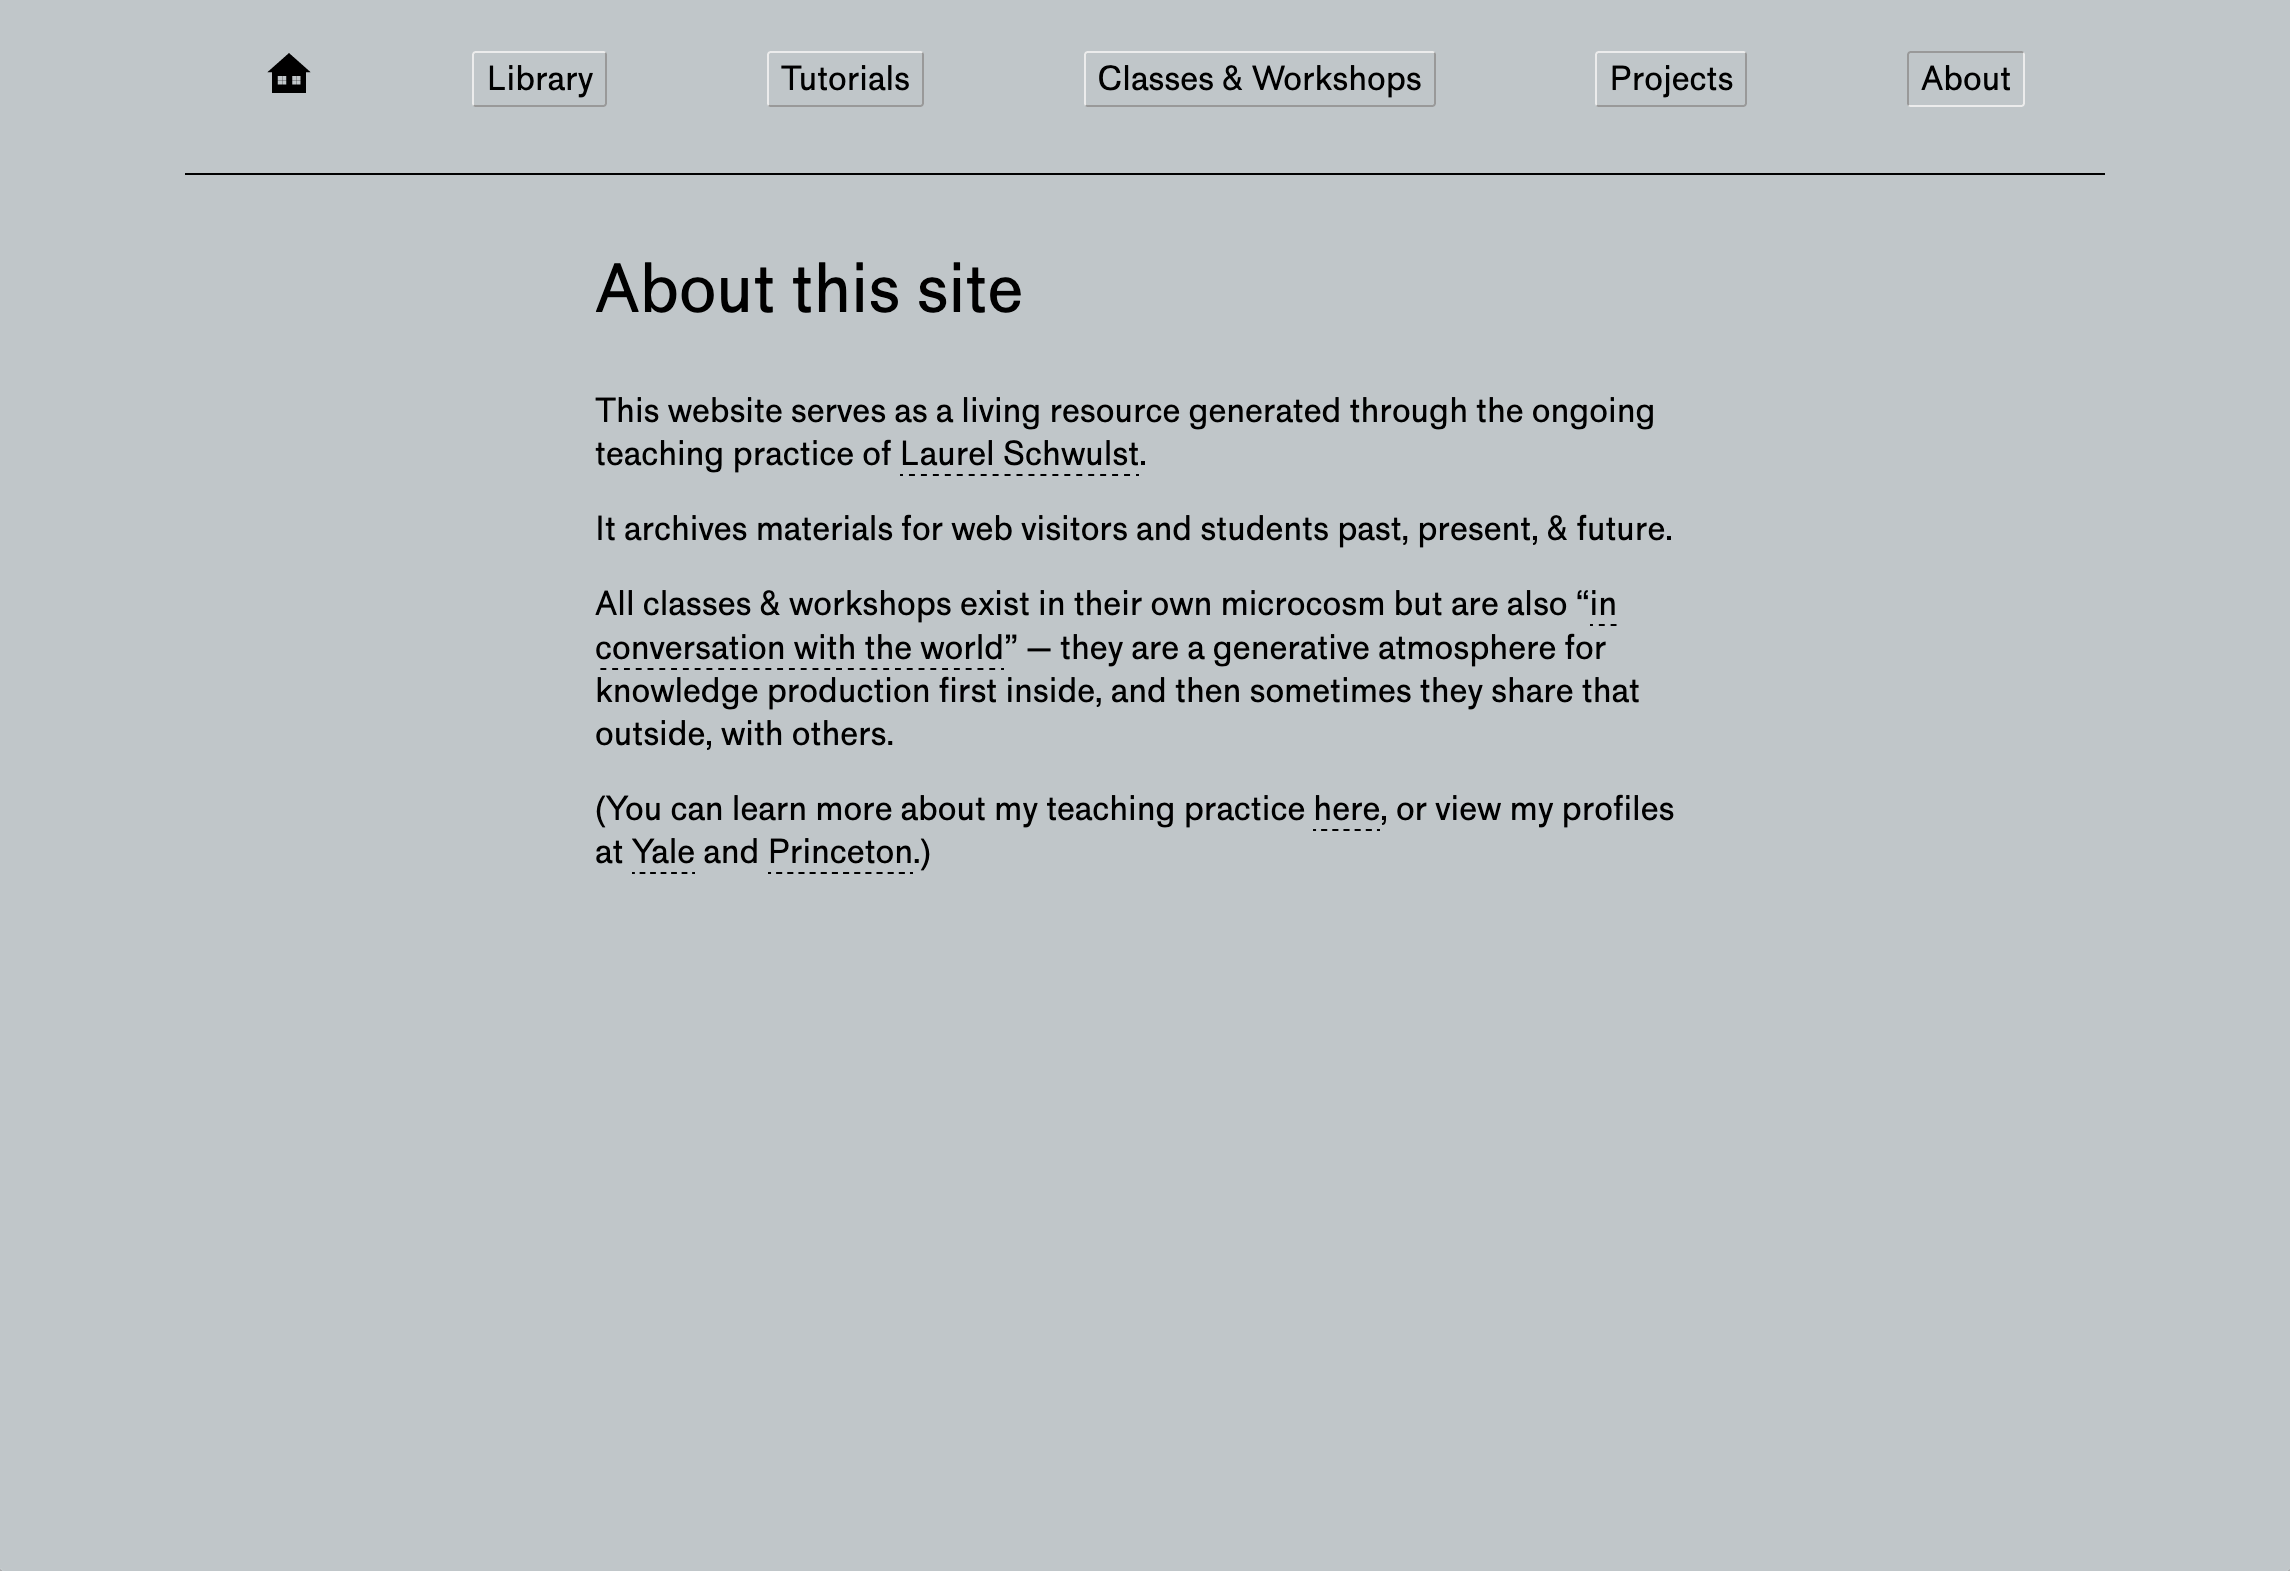 Library
Tutorials
Classes & Workshops
Projects
About
About this site
This website serves as a living resource generated through the ongoing
teaching practice of Laurel Schwulst.
It archives materials for web visitors and students past, present, & future.
All classes & workshops exist in their own microcosm but are also “in
conversation with the world” — they are a generative atmosphere for
knowledge production first inside, and then sometimes they share that
outside, with others.
(You can learn more about my teaching practice here, or view my profiles
at Yale and Princeton.)